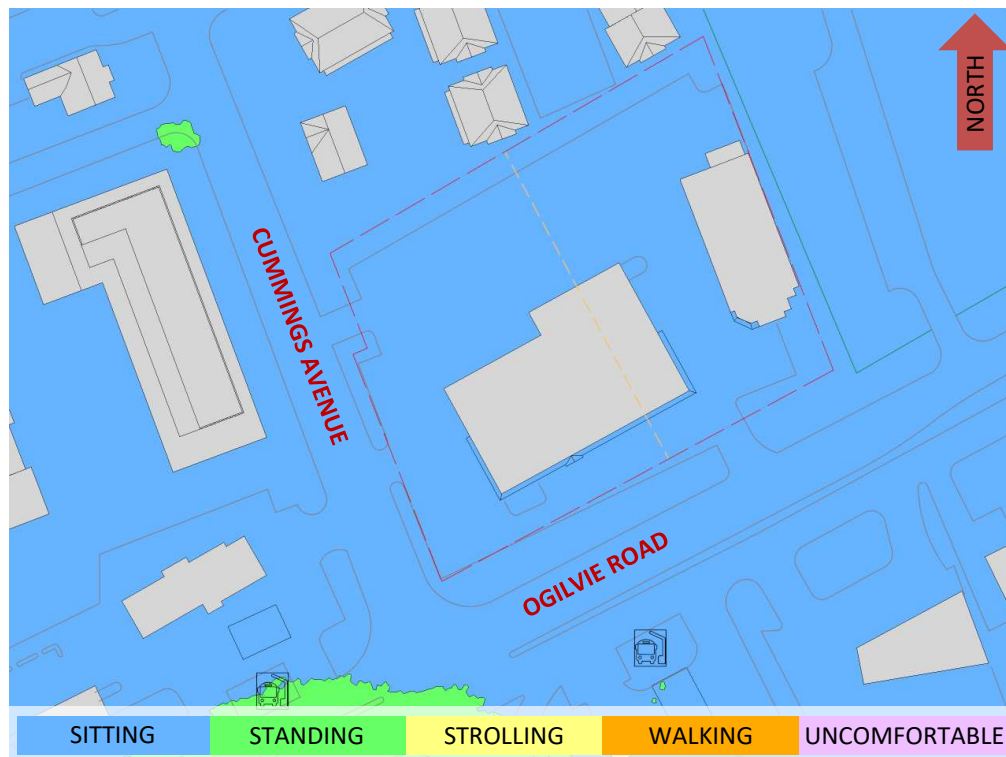 NORTH
CUMMINGS AVENUE
OGILVIE ROAD
SITTING
STANDING
STROLLING
WALKING
UNCOMFORTABLE